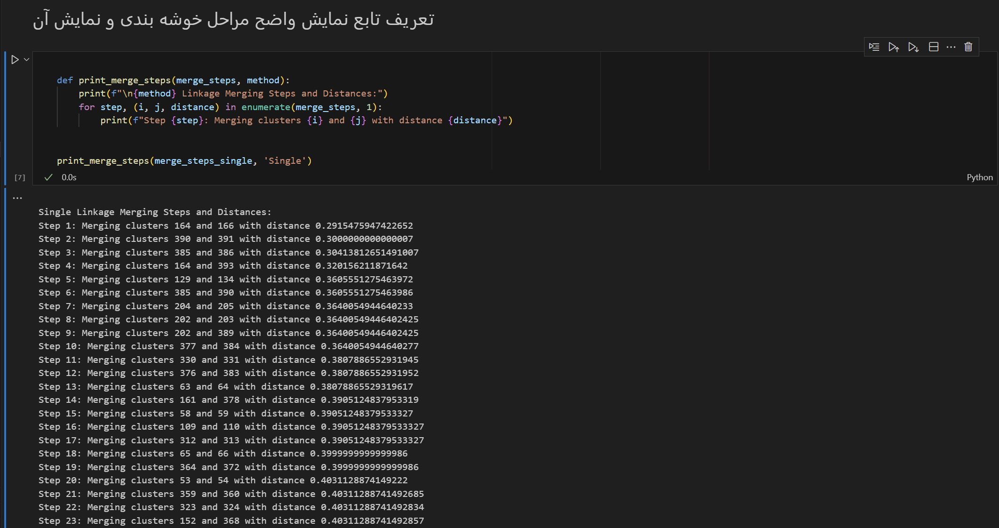 تعریف تابع نمایش واضح مراحل خوشه بندی و نمایش آن
def print_merge_steps(merge_steps, method):
    print(f"\n{method} Linkage Merging Steps and Distances:")
    for step, (i, j, distance) in enumerate(merge_steps, 1):
        print(f"Step {step}: Merging clusters {i} and {j} with distance {distance}")
print_merge_steps(merge_steps_single, 'Single')
[7] 0.0s Python
Single Linkage Merging Steps and Distances:
Step 1: Merging clusters 164 and 166 with distance 0.2915475947422652
Step 2: Merging clusters 390 and 391 with distance 0.3000000000000007
Step 3: Merging clusters 385 and 386 with distance 0.30413812651491007
Step 4: Merging clusters 164 and 393 with distance 0.320156211871642
Step 5: Merging clusters 129 and 134 with distance 0.3605551275463972
Step 6: Merging clusters 385 and 390 with distance 0.3605551275463986
Step 7: Merging clusters 204 and 205 with distance 0.3640054944640233
Step 8: Merging clusters 202 and 203 with distance 0.36400549446402425
Step 9: Merging clusters 202 and 389 with distance 0.36400549446402425
Step 10: Merging clusters 377 and 384 with distance 0.3640054944640277
Step 11: Merging clusters 330 and 331 with distance 0.3807886552931945
Step 12: Merging clusters 376 and 383 with distance 0.3807886552931952
Step 13: Merging clusters 63 and 64 with distance 0.38078865529319617
Step 14: Merging clusters 161 and 378 with distance 0.3905124837953319
Step 15: Merging clusters 58 and 59 with distance 0.39051248379533327
Step 16: Merging clusters 109 and 110 with distance 0.39051248379533327
Step 17: Merging clusters 312 and 313 with distance 0.39051248379533327
Step 18: Merging clusters 65 and 66 with distance 0.3999999999999986
Step 19: Merging clusters 364 and 372 with distance 0.3999999999999986
Step 20: Merging clusters 53 and 54 with distance 0.4031128874149222
Step 21: Merging clusters 359 and 360 with distance 0.40311288741492685
Step 22: Merging clusters 323 and 324 with distance 0.40311288741492834
Step 23: Merging clusters 152 and 368 with distance 0.40311288741492857